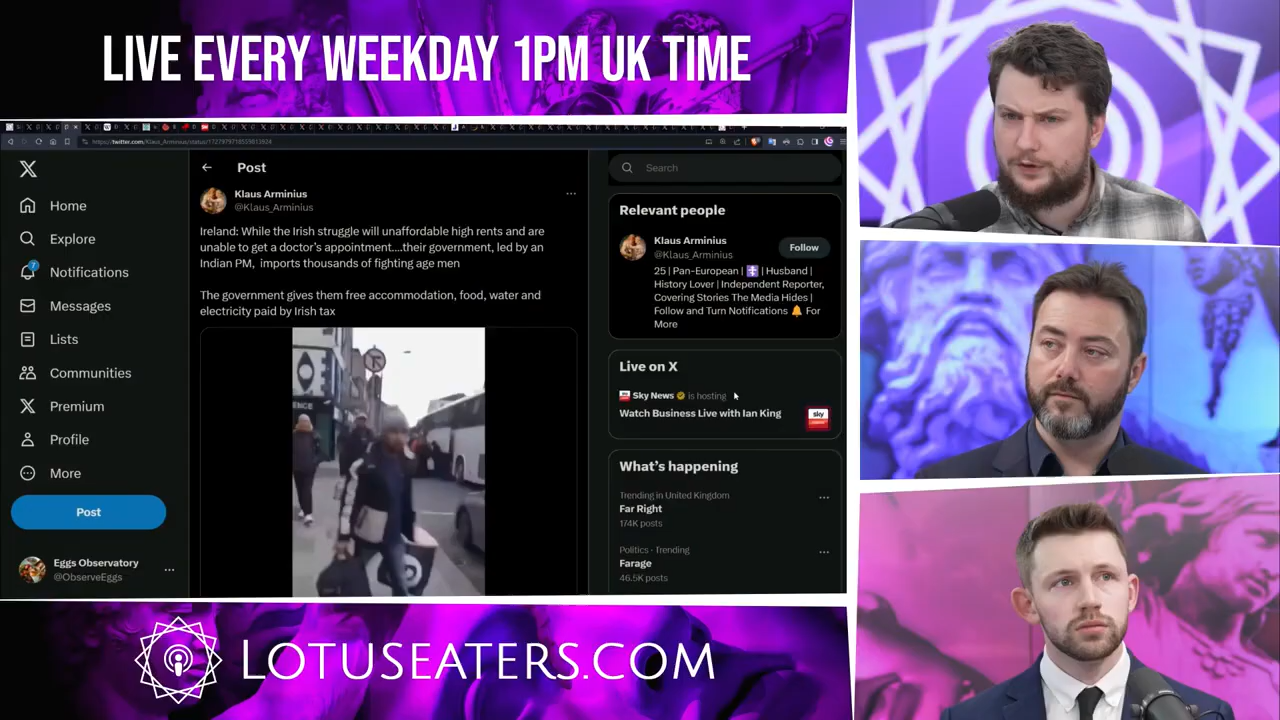 LIVE EVERY WEEKDAY 1PM UK TIME
Post
Klaus Arminius
@Klaus_Arminius
Ireland: While the Irish struggle will unaffordable high rents and are
unable to get a doctor's appointment....their government, led by an
Indian PM, imports thousands of fighting age men
The government gives them free accommodation, food, water and
electricity paid by Irish tax
Home
Explore
7
Notifications
Messages
Lists
Communities
Premium
Profile
More
Post
Eggs Observatory
@ObserveEggs
Search
Relevant people
Klaus Arminius
@Klaus_Arminius
Follow
25 | Pan-European | | Husband |
History Lover | Independent Reporter,
Covering Stories The Media Hides |
Follow and Turn Notifications For
More
Live on X
Sky News is hosting
Watch Business Live with Ian King
sky
What's happening
Trending in United Kingdom
Far Right
174K posts
Politics · Trending
Farage
46.5K posts
LOTUSEATERS.COM